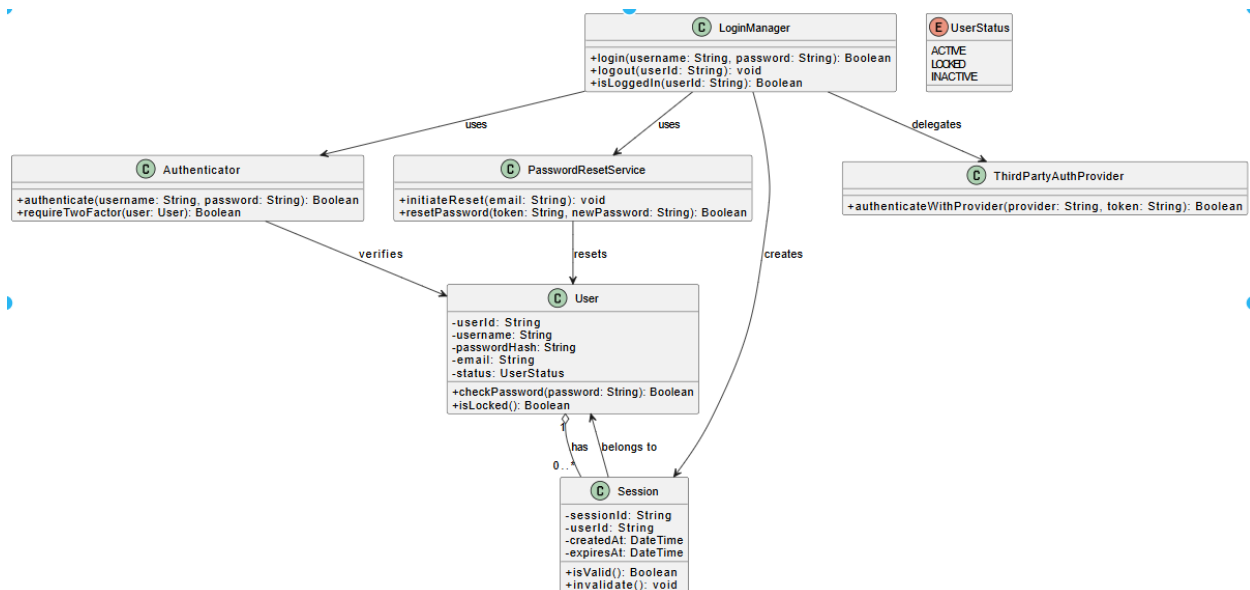 C LoginManager
+login(username: String, password: String): Boolean
+logout(userId: String): void
+isLoggedIn(userId: String): Boolean
E UserStatus
ACTIVE
LOCKED
INACTIVE
uses
uses
creates
delegates
C Authenticator
+authenticate(username: String, password: String): Boolean
+requireTwoFactor(user: User): Boolean
C PasswordResetService
+initiateReset(email: String): void
+resetPassword(token: String, newPassword: String): Boolean
C ThirdPartyAuthProvider
+authenticateWithProvider(provider: String, token: String): Boolean
verifies
resets
C User
-userId: String
-username: String
-passwordHash: String
-email: String
-status: UserStatus
+checkPassword(password: String): Boolean
+isLocked(): Boolean
1
has
belongs to
0..*
C Session
-sessionId: String
-userId: String
-createdAt: DateTime
-expiresAt: DateTime
+isValid(): Boolean
+invalidate(): void